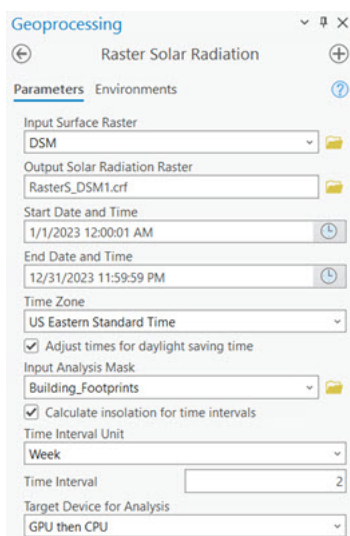 Geoprocessing
Raster Solar Radiation
Parameters Environments
Input Surface Raster
DSM
Output Solar Radiation Raster
RasterS_DSM1.crf
Start Date and Time
1/1/2023 12:00:01 AM
End Date and Time
12/31/2023 11:59:59 PM
Time Zone
US Eastern Standard Time
Adjust times for daylight saving time
Input Analysis Mask
Building_Footprints
Calculate insolation for time intervals
Time Interval Unit
Week
Time Interval 2
Target Device for Analysis
GPU then CPU